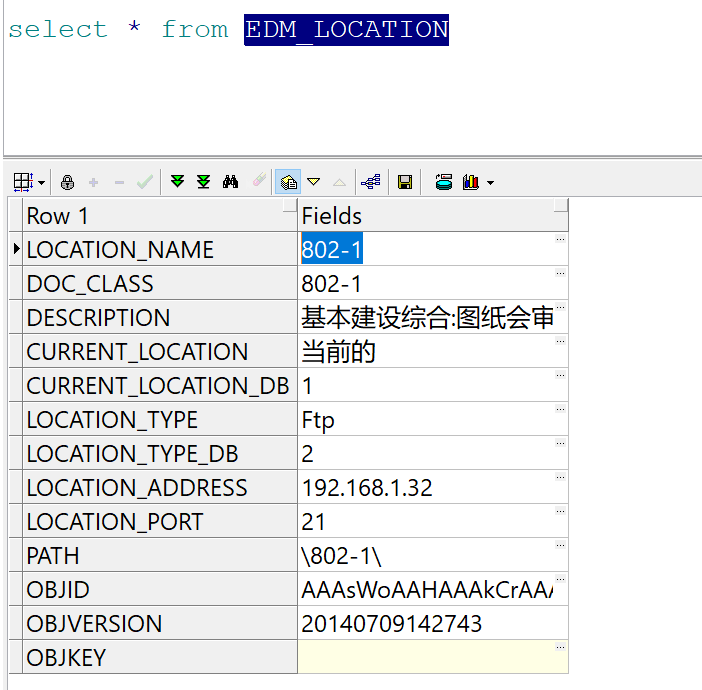 select * from EDM_LOCATION
Row 1 Fields
LOCATION_NAME 802-1
DOC_CLASS 802-1
DESCRIPTION 基本建设综合:图纸会审
CURRENT_LOCATION 当前的
CURRENT_LOCATION_DB 1
LOCATION_TYPE Ftp
LOCATION_TYPE_DB 2
LOCATION_ADDRESS 192.168.1.32
LOCATION_PORT 21
PATH \802-1\
OBJID AAAsWoAAHAAAkCrAAA
OBJVERSION 20140709142743
OBJKEY